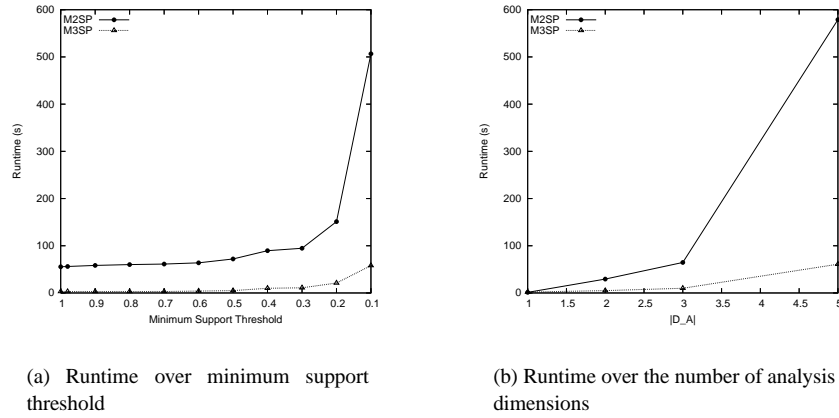 600
500
400
300
200
100
0
Runtime (s)
M2SP
M3SP
1 0.9 0.8 0.7 0.6 0.5 0.4 0.3 0.2 0.1
Minimum Support Threshold
(a) Runtime over minimum support
threshold
600
500
400
300
200
100
0
Runtime (s)
M2SP
M3SP
1 1.5 2 2.5 3 3.5 4 4.5 5
|D_A|
(b) Runtime over the number of analysis
dimensions